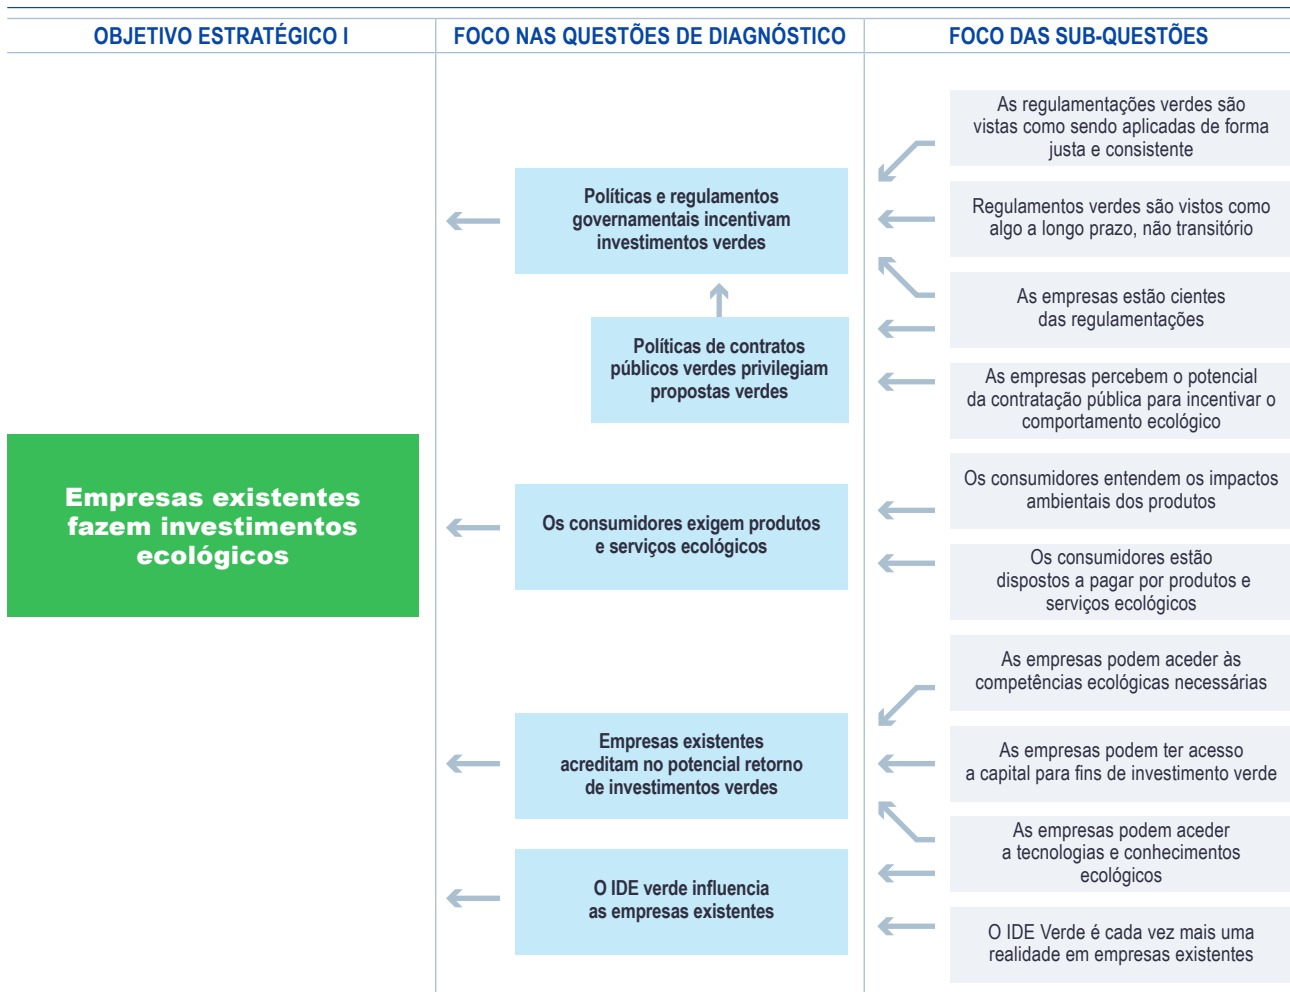 OBJETIVO ESTRATÉGICO I
FOCO NAS QUESTÕES DE DIAGNÓSTICO
FOCO DAS SUB-QUESTÕES
Empresas existentes
fazem investimentos
ecológicos
Políticas e regulamentos
governamentais incentivam
investimentos verdes
Políticas de contratos
públicos verdes privilegiam
propostas verdes
Os consumidores exigem produtos
e serviços ecológicos
Empresas existentes
acreditam no potencial retorno
de investimentos verdes
O IDE verde influencia
as empresas existentes
As regulamentações verdes são
vistas como sendo aplicadas de forma
justa e consistente
Regulamentos verdes são vistos como
algo a longo prazo, não transitório
As empresas estão cientes
das regulamentações
As empresas percebem o potencial
da contratação pública para incentivar o
comportamento ecológico
Os consumidores entendem os impactos
ambientais dos produtos
Os consumidores estão
dispostos a pagar por produtos e
serviços ecológicos
As empresas podem aceder às
competências ecológicas necessárias
As empresas podem ter acesso
a capital para fins de investimento verde
As empresas podem aceder
a tecnologias e conhecimentos
ecológicos
O IDE Verde é cada vez mais uma
realidade em empresas existentes